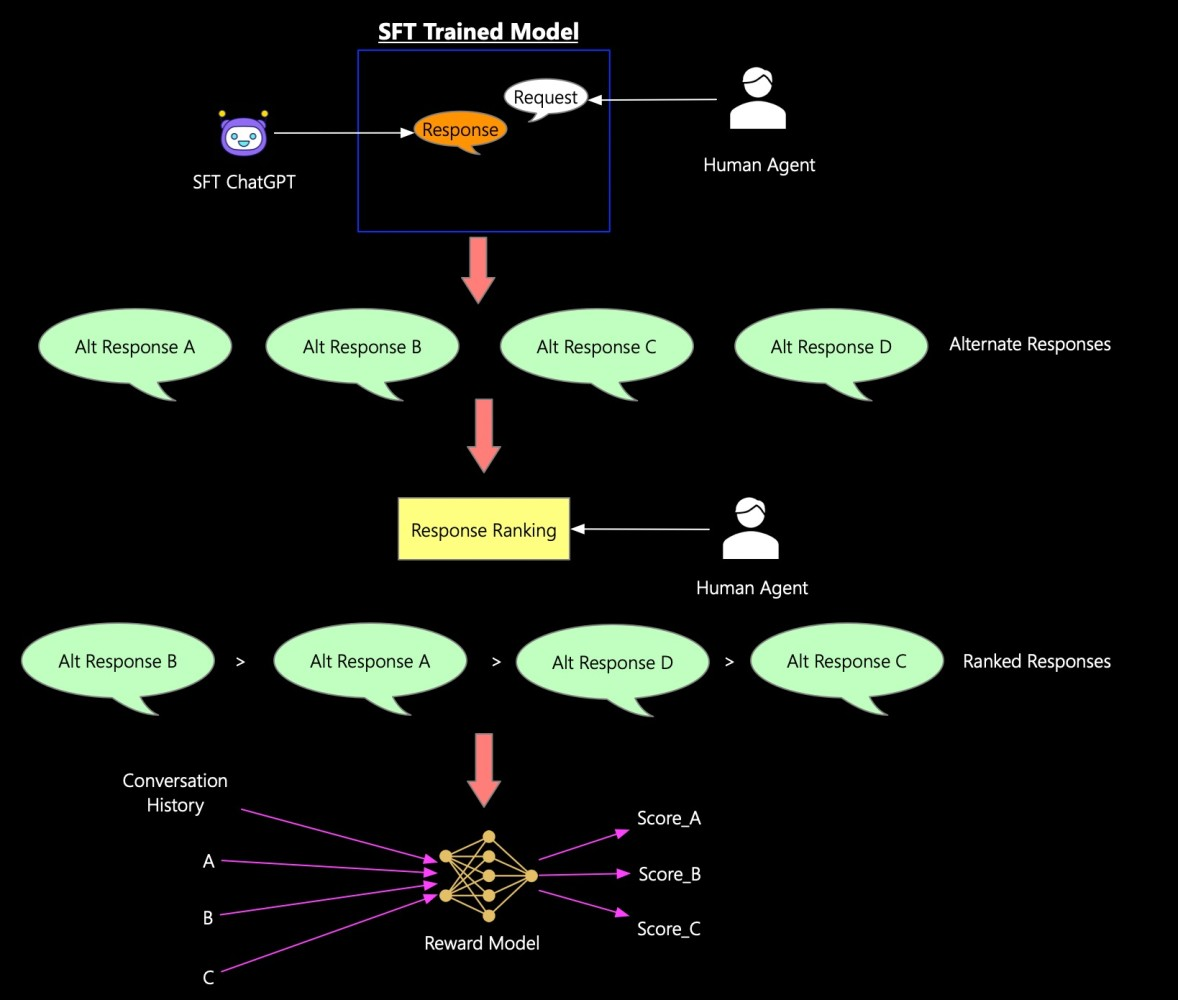 SFT Trained Model
Request
Response
SFT ChatGPT
Human Agent
Alt Response A
Alt Response B
Alt Response C
Alt Response D
Alternate Responses
Response Ranking
Human Agent
Alt Response B
>
Alt Response A
>
Alt Response D
>
Alt Response C
Ranked Responses
Conversation
History
A
B
C
Score_A
Score_B
Score_C
Reward Model